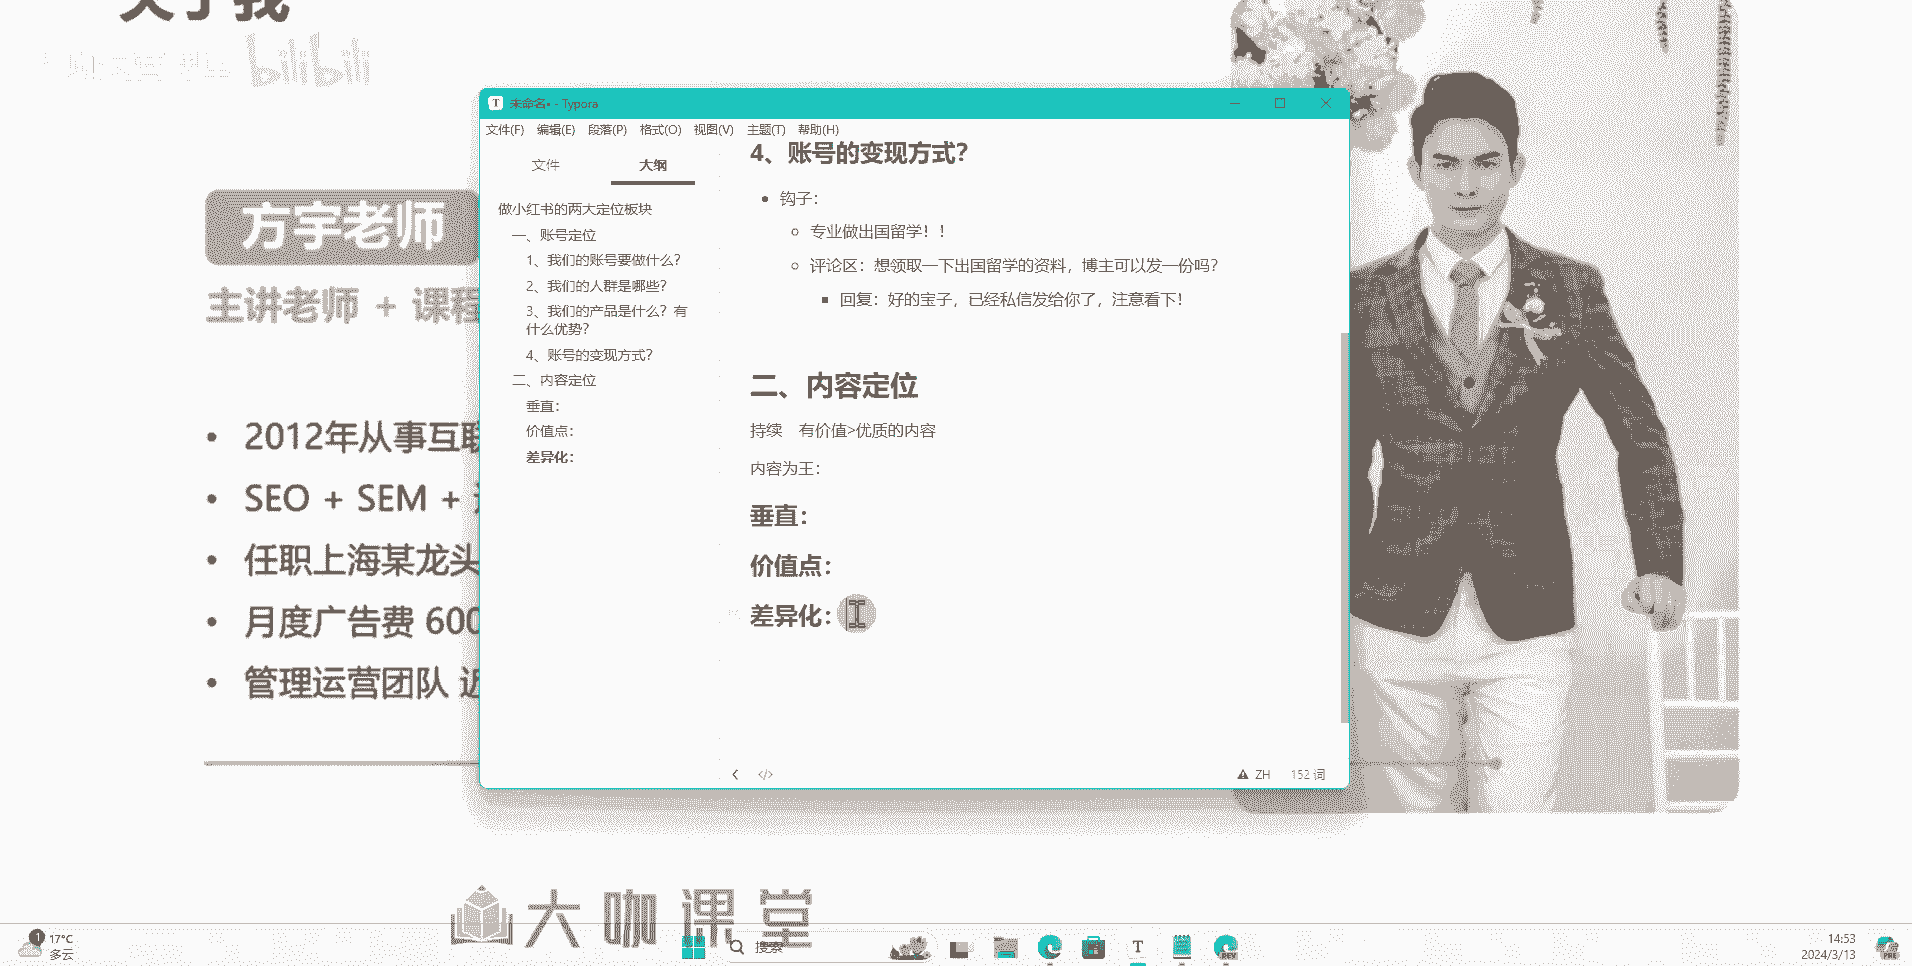 关于我
bilibili
方宇老师
主讲老师 + 课程
• 2012年从事互联
• SEO + SEM +
• 任职上海某龙头
• 月度广告费 600
• 管理运营团队 近
未命名• - Typora
文件(F) 编辑(E) 段落(P) 格式(O) 视图(V) 主题(T) 帮助(H)
文件 大纲
做小红书的两大定位板块
一、账号定位
1、我们的账号要做什么？
2、我们的人群是哪些？
3、我们的产品是什么？有
什么优势？
4、账号的变现方式？
二、内容定位
垂直：
价值点：
差异化：
4、账号的变现方式？
• 钩子：
○ 专业做出国留学！！
○ 评论区：想领取一下出国留学的资料，博主可以发一份吗？
▪ 回复：好的宝子，已经私信发给你了，注意看下！
二、内容定位
持续 有价值>优质的内容
内容为王：
垂直：
价值点：
差异化：
ZH 152 词
大咖课堂
1
17°C
多云
搜索
DEV
14:53
2024/3/13
PRE